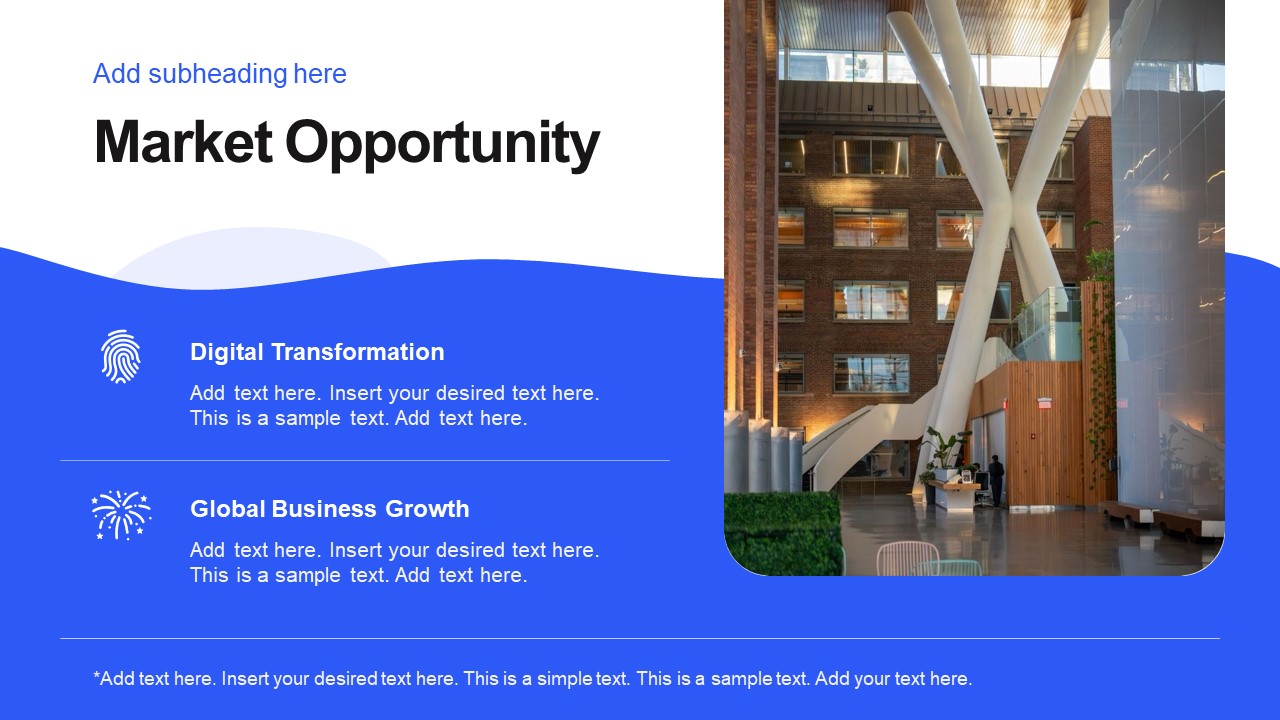 Add subheading here
Market Opportunity
Digital Transformation
Add text here. Insert your desired text here.
This is a sample text. Add text here.
Global Business Growth
Add text here. Insert your desired text here.
This is a sample text. Add text here.
*Add text here. Insert your desired text here. This is a simple text. This is a sample text. Add your text here.